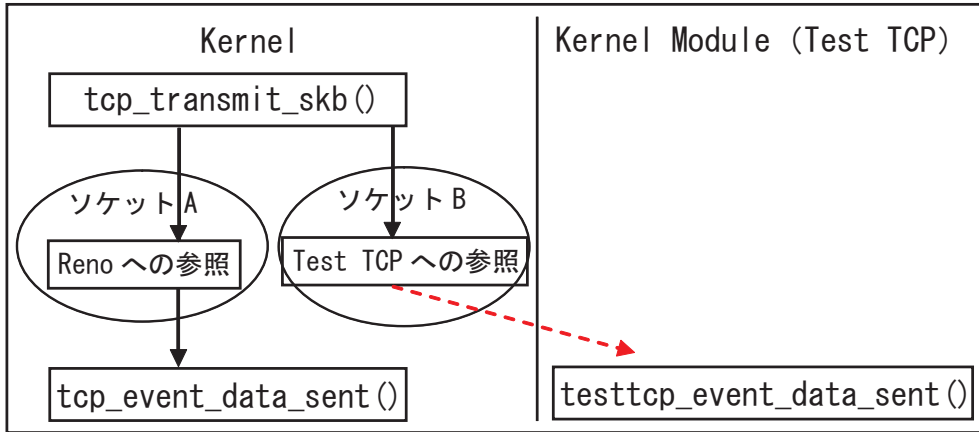 Kernel
Kernel Module (Test TCP)
tcp_transmit_skb()
ソケットA
ソケットB
Renoへの参照
Test TCPへの参照
tcp_event_data_sent()
testtcp_event_data_sent()